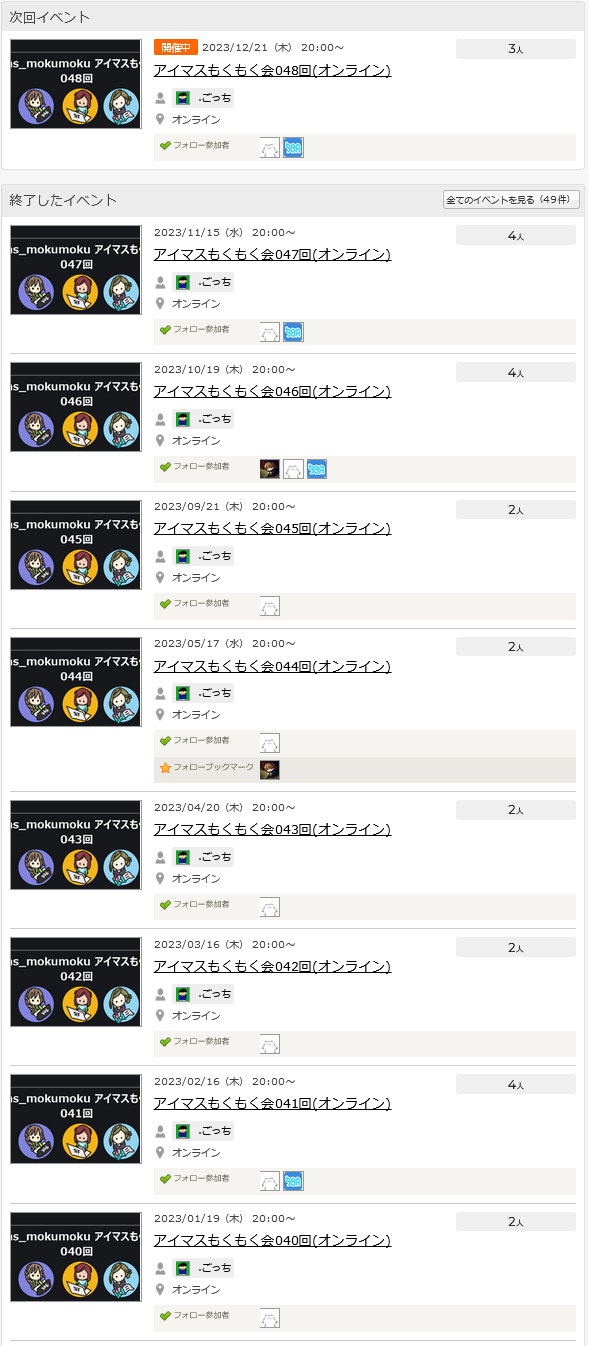 次回イベント
ns_mokumoku アイマスも
048回
開催中 2023/12/21（木） 20:00～
3人
アイマスもくもく会048回(オンライン)
.ごっち
オンライン
フォロー参加者
終了したイベント
全てのイベントを見る（49件）
ns_mokumoku アイマスも
047回
2023/11/15（水） 20:00～
4人
アイマスもくもく会047回(オンライン)
.ごっち
オンライン
フォロー参加者
ns_mokumoku アイマスも
046回
2023/10/19（木） 20:00～
4人
アイマスもくもく会046回(オンライン)
.ごっち
オンライン
フォロー参加者
ns_mokumoku アイマスも
045回
2023/09/21（木） 20:00～
2人
アイマスもくもく会045回(オンライン)
.ごっち
オンライン
フォロー参加者
ns_mokumoku アイマスも
044回
2023/05/17（水） 20:00～
2人
アイマスもくもく会044回(オンライン)
.ごっち
オンライン
フォロー参加者
フォローブックマーク
ns_mokumoku アイマスも
043回
2023/04/20（木） 20:00～
2人
アイマスもくもく会043回(オンライン)
.ごっち
オンライン
フォロー参加者
ns_mokumoku アイマスも
042回
2023/03/16（木） 20:00～
2人
アイマスもくもく会042回(オンライン)
.ごっち
オンライン
フォロー参加者
ns_mokumoku アイマスも
041回
2023/02/16（木） 20:00～
4人
アイマスもくもく会041回(オンライン)
.ごっち
オンライン
フォロー参加者
ns_mokumoku アイマスも
040回
2023/01/19（木） 20:00～
2人
アイマスもくもく会040回(オンライン)
.ごっち
オンライン
フォロー参加者